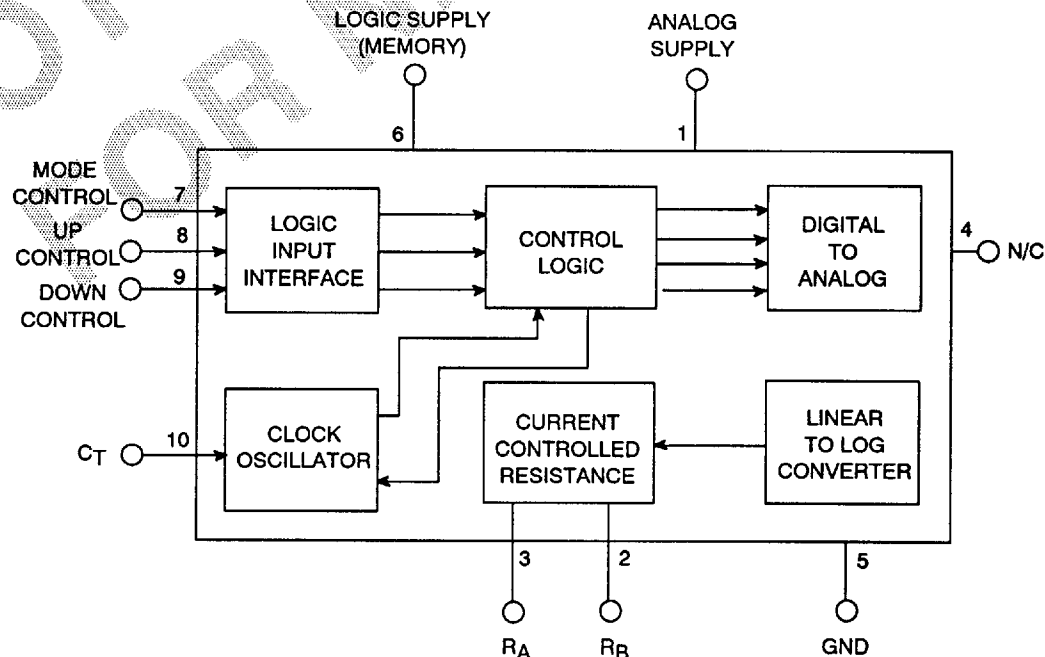 LOGIC SUPPLY
(MEMORY)
ANALOG
SUPPLY
6
1
MODE
CONTROL
7
UP
CONTROL
8
DOWN
CONTROL
9
LOGIC
INPUT
INTERFACE
CONTROL
LOGIC
DIGITAL
TO
ANALOG
4
N/C
CT
10
CLOCK
OSCILLATOR
CURRENT
CONTROLLED
RESISTANCE
LINEAR
TO LOG
CONVERTER
3
2
5
RA
RB
GND
FOR